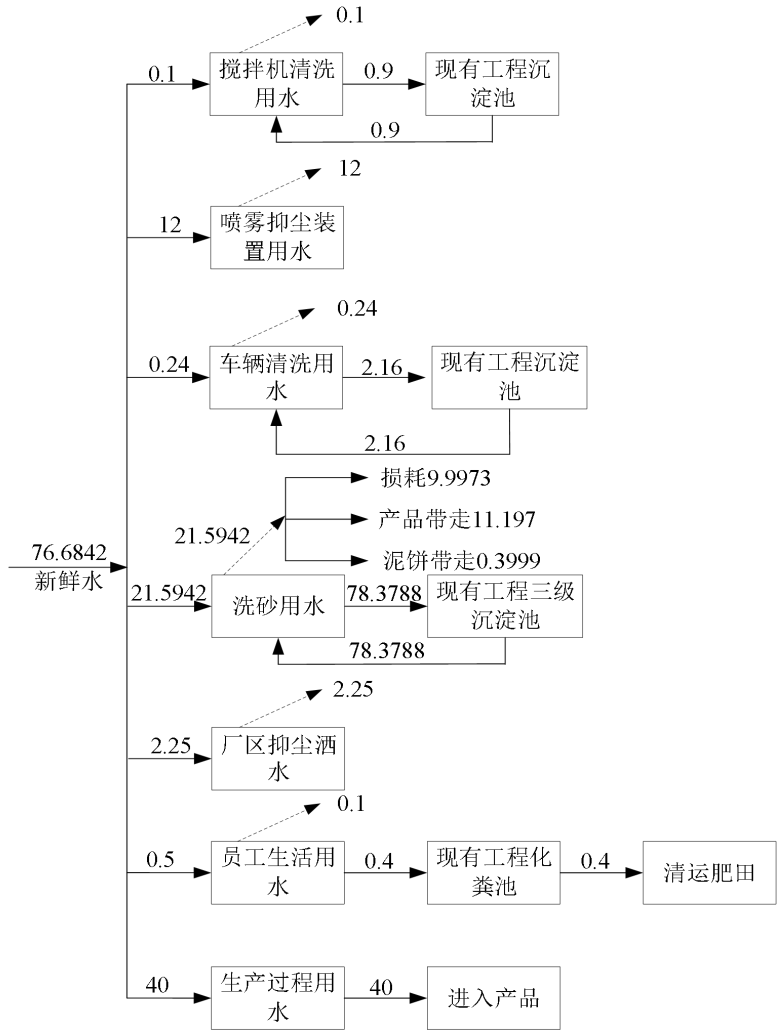 0.1
0.1
搅拌机清洗
用水
0.9
现有工程沉
淀池
0.9
12
12
喷雾抑尘装
置用水
0.24
0.24
车辆清洗用
水
2.16
现有工程沉淀
池
2.16
损耗9.9973
产品带走11.197
泥饼带走0.3999
21.5942
76.6842
新鲜水
21.5942
洗砂用水
78.3788
现有工程三级
沉淀池
78.3788
2.25
2.25
厂区抑尘洒
水
0.1
0.5
员工生活用
水
0.4
现有工程化
粪池
0.4
清运肥田
40
生产过程用
水
40
进入产品